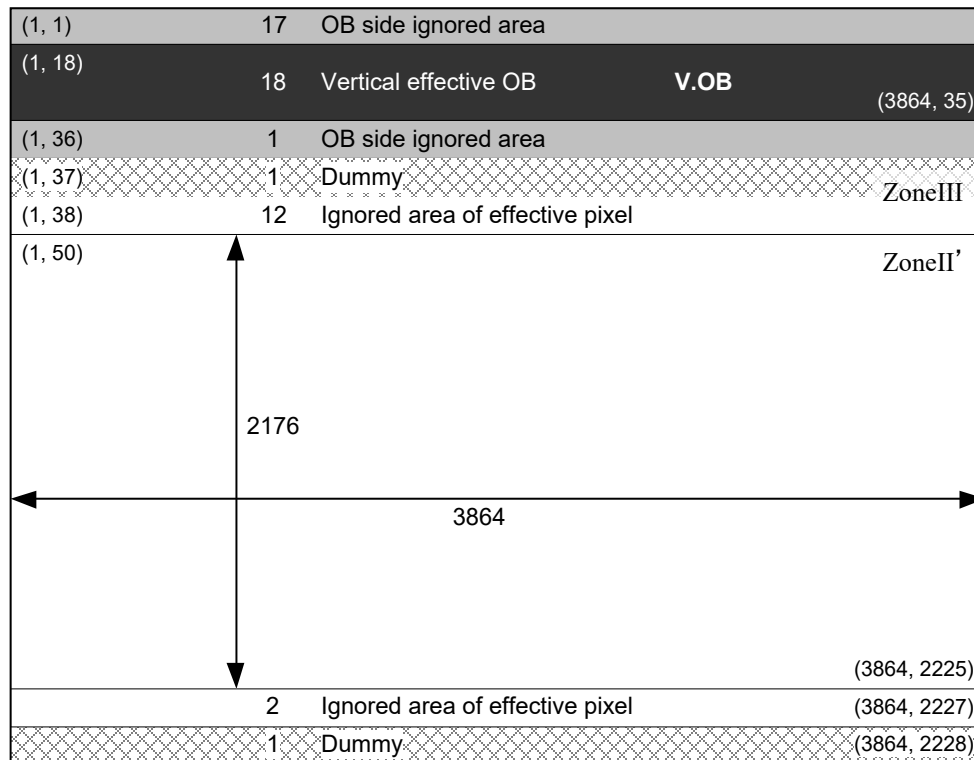 (1, 1) 17 OB side ignored area
(1, 18) 18 Vertical effective OB V.OB (3864, 35)
(1, 36) 1 OB side ignored area
(1, 37) 1 Dummy
ZoneIII
(1, 38) 12 Ignored area of effective pixel
(1, 50) ZoneII’
2176
3864
(3864, 2225)
2 Ignored area of effective pixel (3864, 2227)
1 Dummy (3864, 2228)